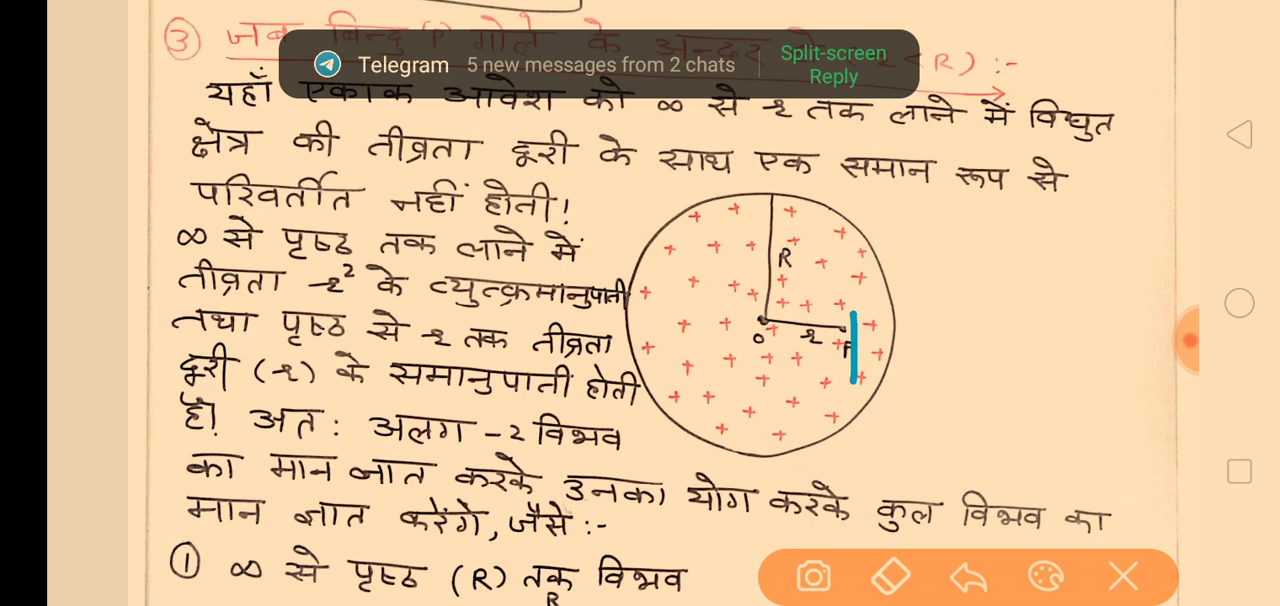 ③ जब बिन्दु (P) गोले के अन्दर R) :-
Telegram 5 new messages from 2 chats
Split-screen
Reply
यहाँ एकांक आवेश को ∞ से r तक लाने में विद्युत
क्षेत्र की तीव्रता दूरी के साथ एक समान रूप से
परिवर्तीत नहीं होती!
∞ से पृष्ठ तक लाने में
तीव्रता r² के व्युत्क्रमानुपाती
तथा पृष्ठ से r तक तीव्रता
दूरी (r) के समानुपाती होती
है! अत: अलग -2 विभव
का मान ज्ञात करके उनका योग करके कुल विभव का
मान ज्ञात करेंगे, जैसे :-
① ∞ से पृष्ठ (R) तक विभव
R
R
O
r
P